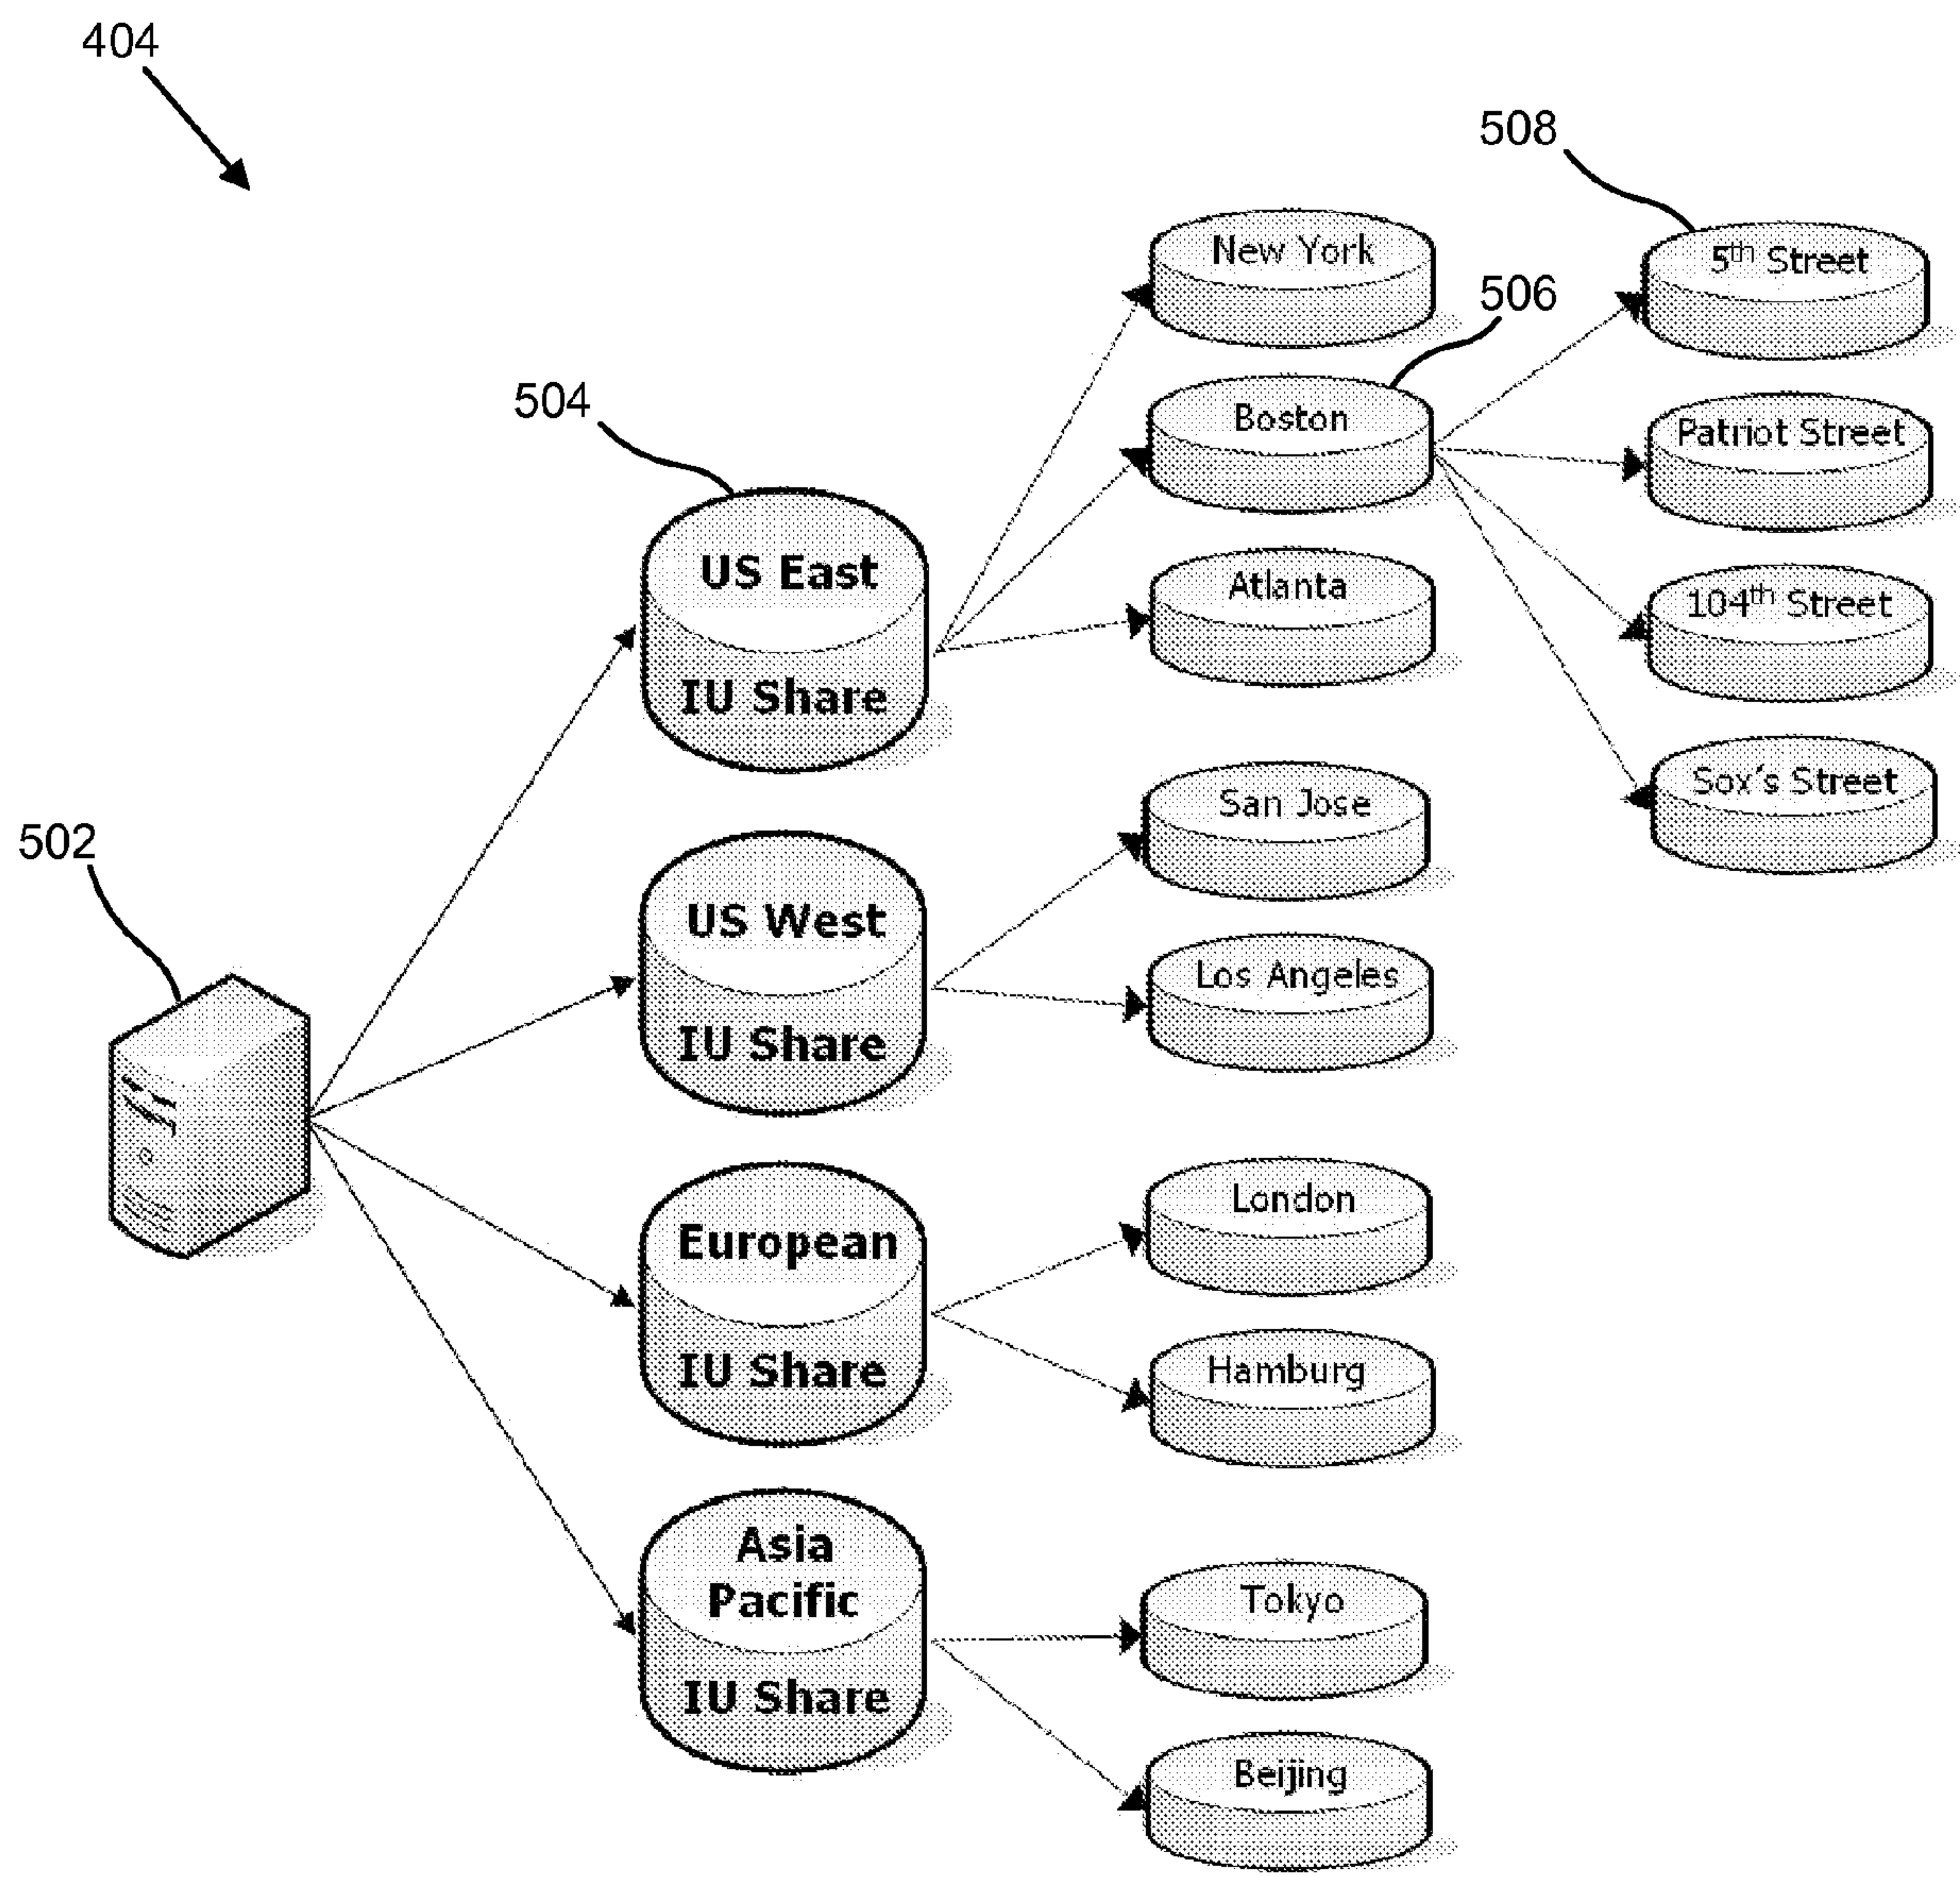 404
508
New York
5th Street
506
504
Boston
Patriot Street
US East
IU Share
Atlanta
104th Street
San Jose
Sox's Street
502
US West
IU Share
Los Angeles
European
IU Share
London
Hamburg
Asia
Pacific
IU Share
Tokyo
Beijing